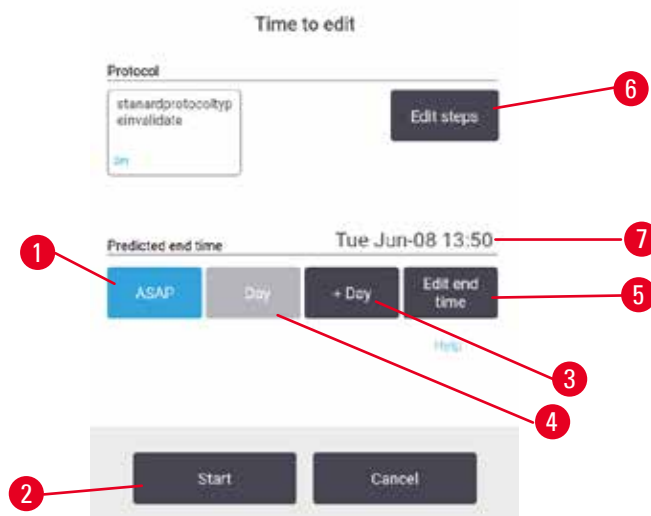 Time to edit
Protocol
6
stanardprotocoltyp
einvalidate
Edit steps
Predicted end time
Tue Jun-08 13:50
7
1
ASAP
Day
+ Day
Edit end
time
5
Help
3
4
Start
Cancel
2